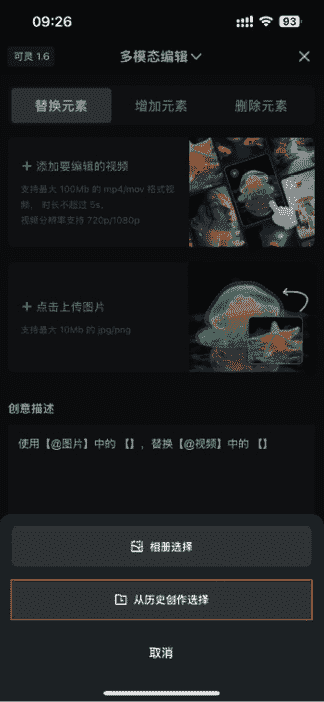 09:26
93
可灵 1.6
多模态编辑
替换元素
增加元素
删除元素
+ 添加要编辑的视频
支持最大 100Mb 的 mp4/mov 格式视
频，时长不超过 5s。
视频分辨率支持 720p/1080p
+ 点击上传图片
支持最大 10Mb 的 jpg/png
创意描述
使用【@图片】中的 【】，替换【@视频】中的 【】
相册选择
从历史创作选择
取消